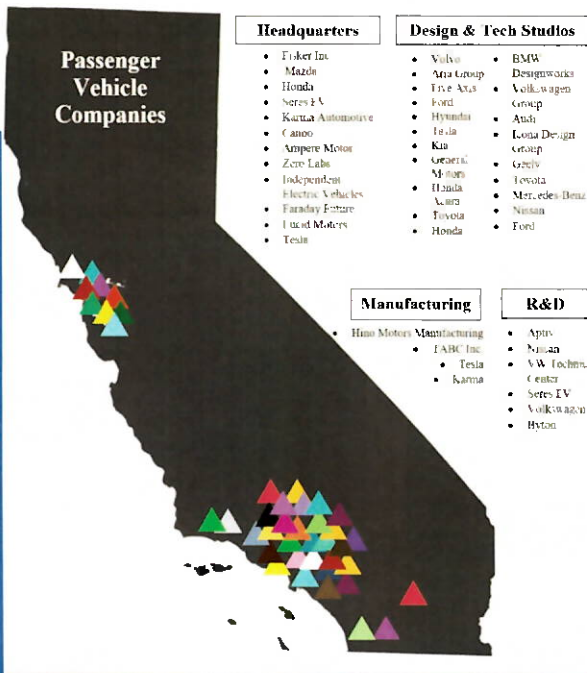 Passenger
Vehicle
Companies
Headquarters
Fisker Inc
Mazda
Honda
Seres EV
Karma Automotive
Canoo
Ampere Motor
Zero Labs
Independent
Electric Vehicles
Faraday Future
Lucid Motors
Tesla
Design & Tech Studios
Volvo
Aria Group
Five Axis
Ford
Hyundai
Tesla
Kia
General
Motors
Honda
Acura
Toyota
Honda
BMW
Designworks
Volkswagen
Group
Audi
Icona Design
Group
Geely
Toyota
Mercedes-Benz
Nissan
Ford
Manufacturing
Hino Motors Manufacturing
TABC Inc.
Tesla
Karma
R&D
Aptiv
Nissan
VW
Center
Seres EV
Volkswagen
Byton